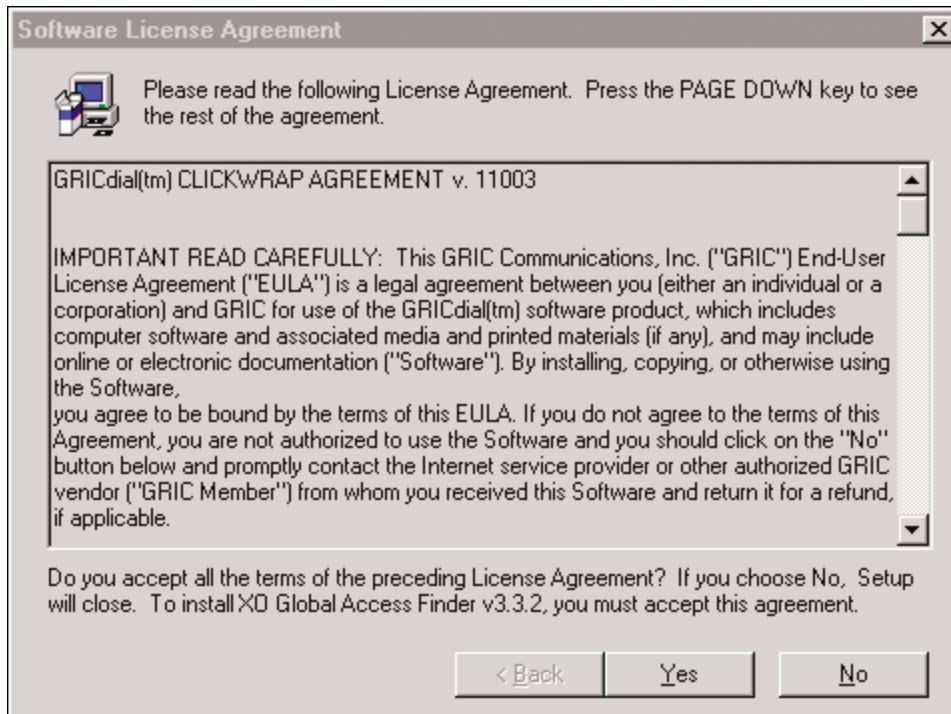 Software License Agreement
Please read the following License Agreement. Press the PAGE DOWN key to see
the rest of the agreement.
GRICdial(tm) CLICKWRAP AGREEMENT v. 11003
IMPORTANT READ CAREFULLY: This GRIC Communications, Inc. ("GRIC") End-User
License Agreement ("EULA") is a legal agreement between you (either an individual or a
corporation) and GRIC for use of the GRICdial(tm) software product, which includes
computer software and associated media and printed materials (if any), and may include
online or electronic documentation ("Software"). By installing, copying, or otherwise using
the Software,
you agree to be bound by the terms of this EULA. If you do not agree to the terms of this
Agreement, you are not authorized to use the Software and you should click on the "No"
button below and promptly contact the Internet service provider or other authorized GRIC
vendor ("GRIC Member") from whom you received this Software and return it for a refund,
if applicable.
Do you accept all the terms of the preceding License Agreement? If you choose No, Setup
will close. To install XO Global Access Finder v3.3.2, you must accept this agreement.
< Back
Yes
No